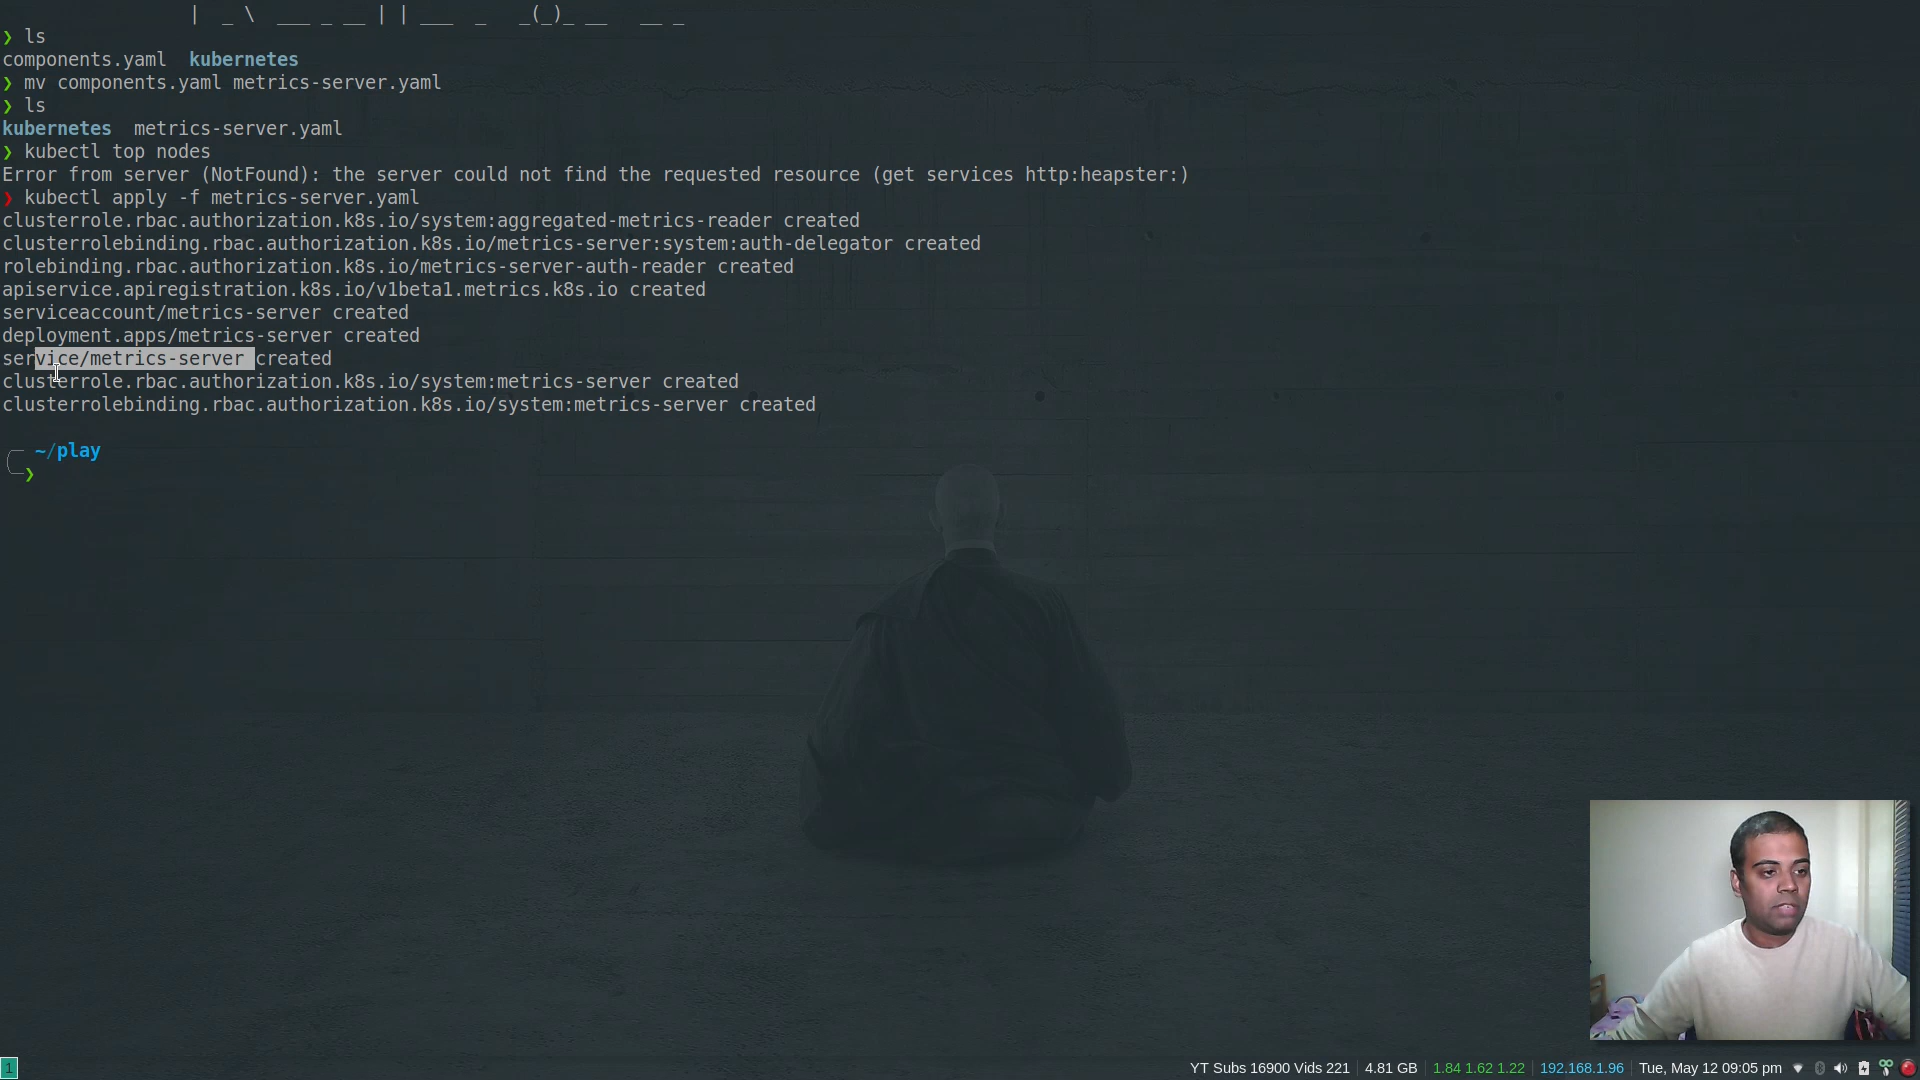 ❯ ls
components.yaml  kubernetes
❯ mv components.yaml metrics-server.yaml
❯ ls
kubernetes  metrics-server.yaml
❯ kubectl top nodes
Error from server (NotFound): the server could not find the requested resource (get services http:heapster:)
❯ kubectl apply -f metrics-server.yaml
clusterrole.rbac.authorization.k8s.io/system:aggregated-metrics-reader created
clusterrolebinding.rbac.authorization.k8s.io/metrics-server:system:auth-delegator created
rolebinding.rbac.authorization.k8s.io/metrics-server-auth-reader created
apiservice.apiregistration.k8s.io/v1beta1.metrics.k8s.io created
serviceaccount/metrics-server created
deployment.apps/metrics-server created
service/metrics-server created
clusterrole.rbac.authorization.k8s.io/system:metrics-server created
clusterrolebinding.rbac.authorization.k8s.io/system:metrics-server created
~/play
❯
1 YT Subs 16900 Vids 221 4.81 GB 1.84 1.62 1.22 192.168.1.96 Tue, May 12 09:05 pm